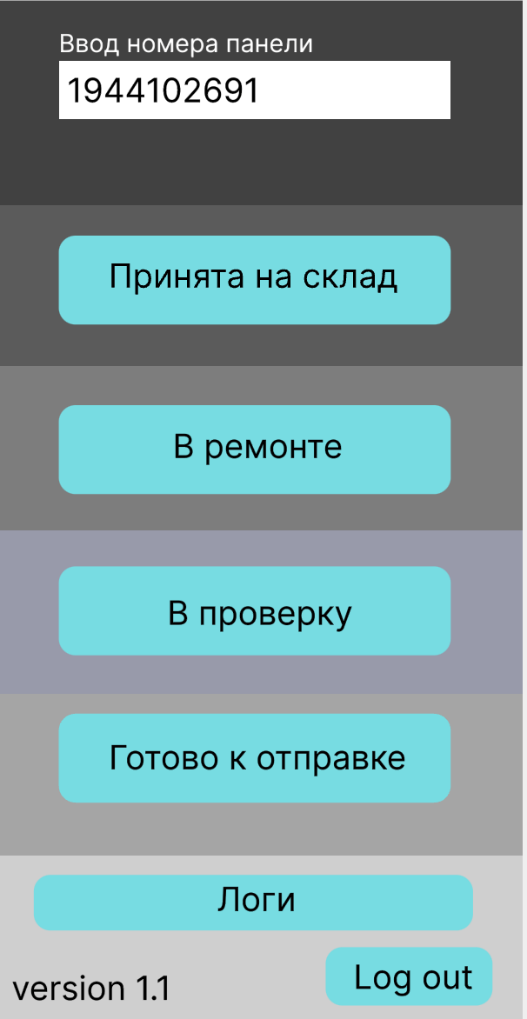 Ввод номера панели
1944102691
Принята на склад
В ремонте
В проверку
Готово к отправке
Логи
Log out
version 1.1